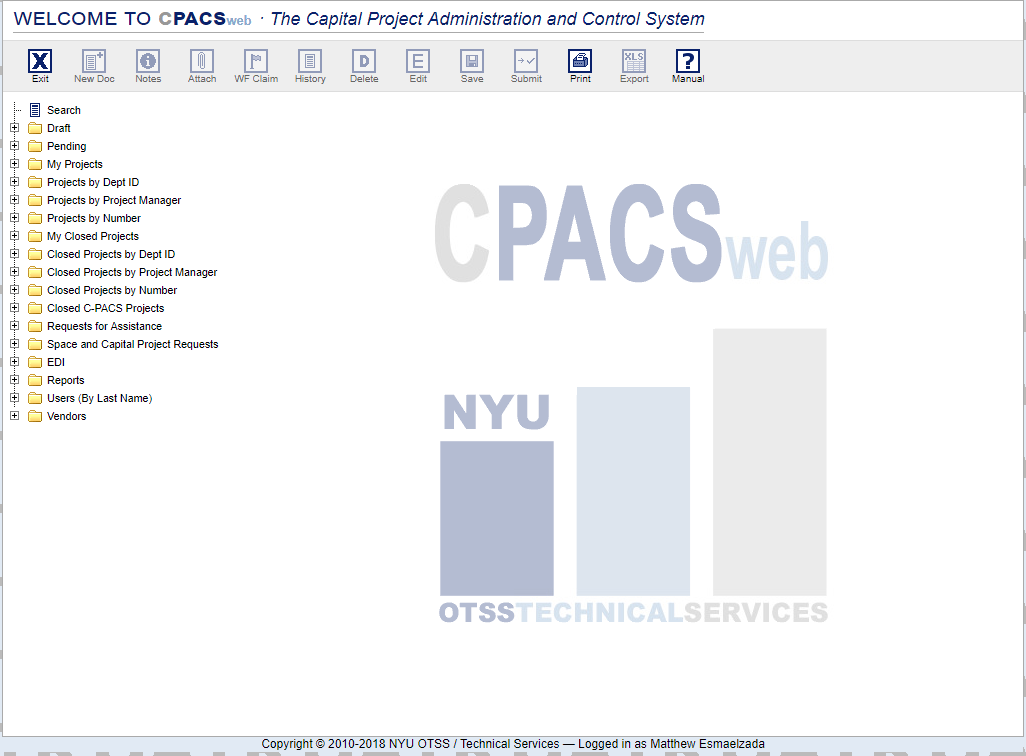 WELCOME TO CPACSweb · The Capital Project Administration and Control System
X Exit
New Doc
Notes
Attach
WF Claim
History
D Delete
E Edit
Save
Submit
Print
XLS Export
? Manual
Search
Draft
Pending
My Projects
Projects by Dept ID
Projects by Project Manager
Projects by Number
My Closed Projects
Closed Projects by Dept ID
Closed Projects by Project Manager
Closed Projects by Number
Closed C-PACS Projects
Requests for Assistance
Space and Capital Project Requests
EDI
Reports
Users (By Last Name)
Vendors
CPACSweb
NYU
OTSSTECHNICALSERVICES
Copyright © 2010-2018 NYU OTSS / Technical Services — Logged in as Matthew Esmaelzada